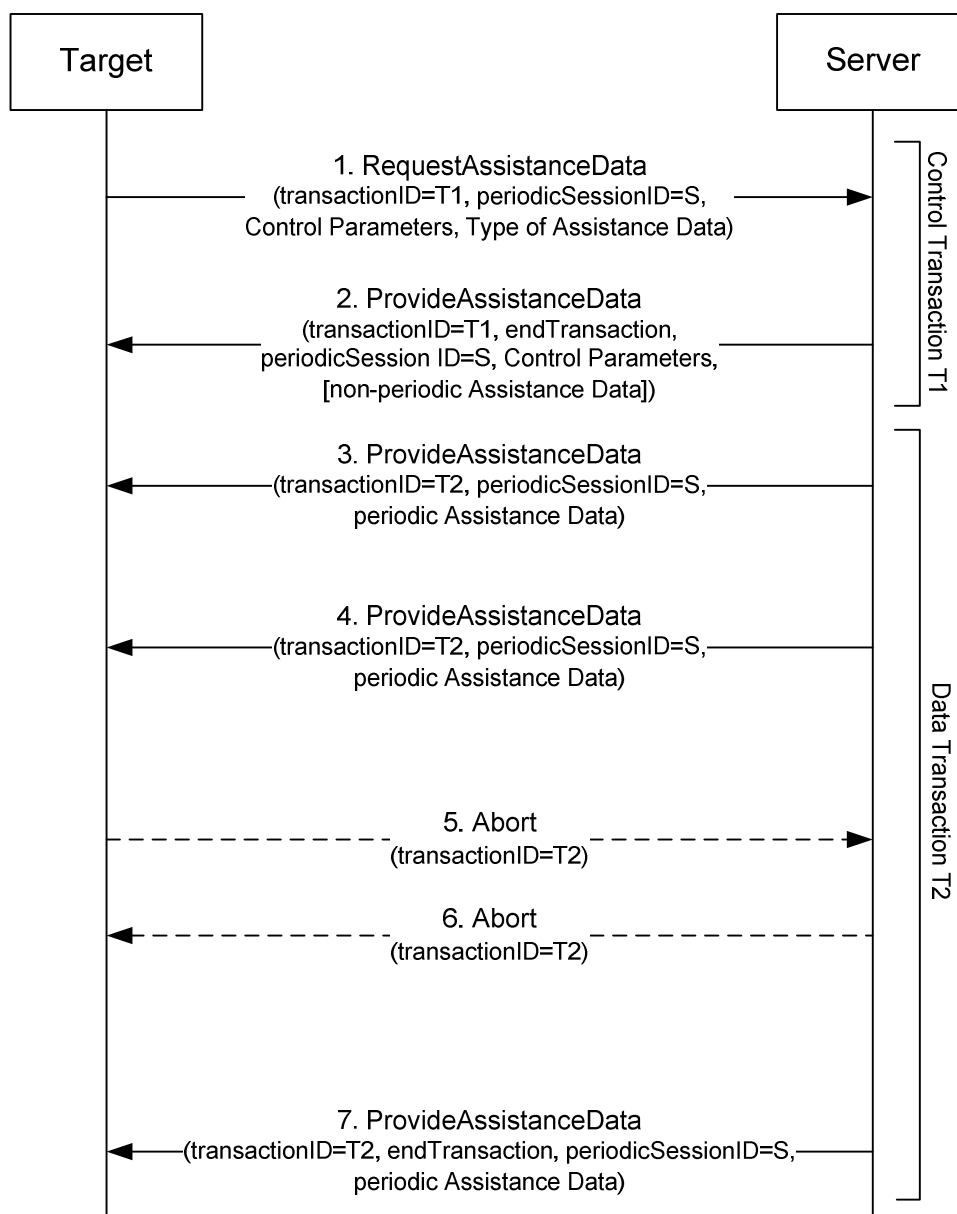 Target
Server
1. RequestAssistanceData
(transactionID=T1, periodicSessionID=S,
Control Parameters, Type of Assistance Data)
2. ProvideAssistanceData
(transactionID=T1, endTransaction,
periodicSession ID=S, Control Parameters,
[non-periodic Assistance Data])
Control Transaction T1
3. ProvideAssistanceData
(transactionID=T2, periodicSessionID=S,
periodic Assistance Data)
4. ProvideAssistanceData
(transactionID=T2, periodicSessionID=S,
periodic Assistance Data)
5. Abort
(transactionID=T2)
6. Abort
(transactionID=T2)
7. ProvideAssistanceData
(transactionID=T2, endTransaction, periodicSessionID=S,
periodic Assistance Data)
Data Transaction T2